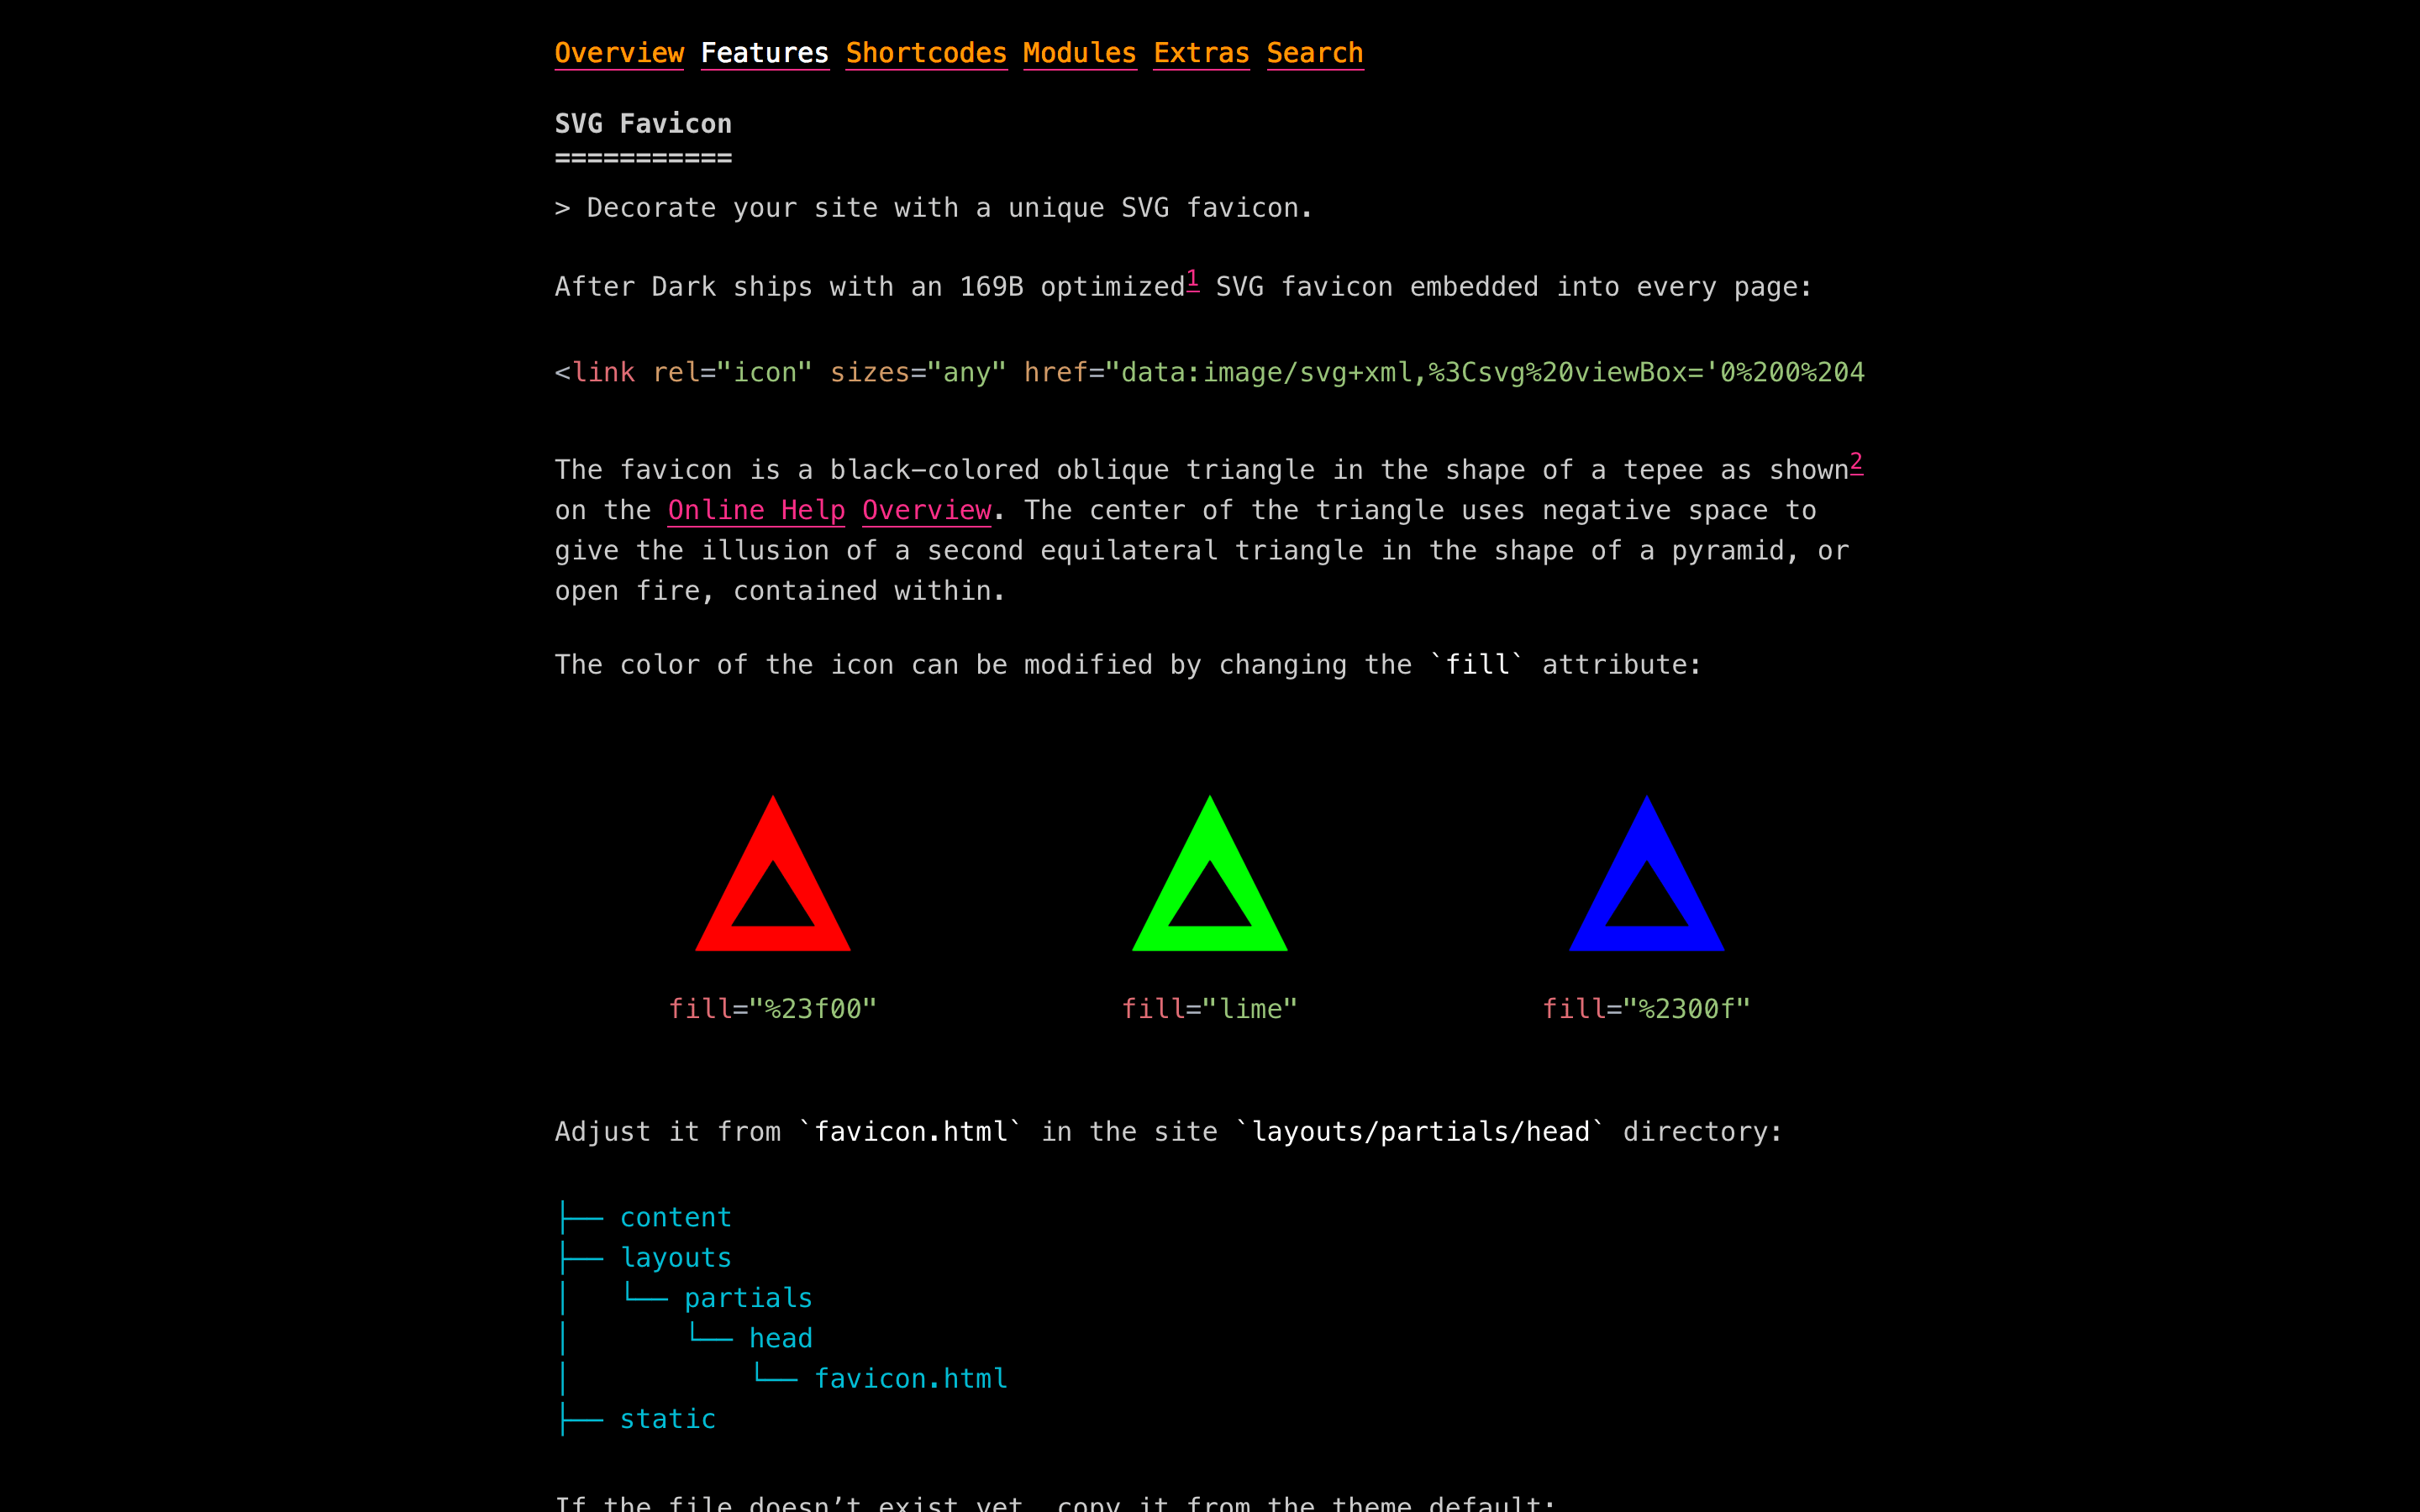 Overview Features Shortcodes Modules Extras Search
SVG Favicon
===========
> Decorate your site with a unique SVG favicon.
After Dark ships with an 169B optimized1 SVG favicon embedded into every page:
<link rel="icon" sizes="any" href="data:image/svg+xml,%3Csvg%20viewBox='0%200%204
The favicon is a black-colored oblique triangle in the shape of a tepee as shown2
on the Online Help Overview. The center of the triangle uses negative space to
give the illusion of a second equilateral triangle in the shape of a pyramid, or
open fire, contained within.
The color of the icon can be modified by changing the `fill` attribute:
fill="%23f00" fill="lime" fill="%2300f"
Adjust it from `favicon.html` in the site `layouts/partials/head` directory:
├── content
├── layouts
│   └── partials
│       └── head
│           └── favicon.html
├── static
If the file doesn’t exist yet, copy it from the theme default: